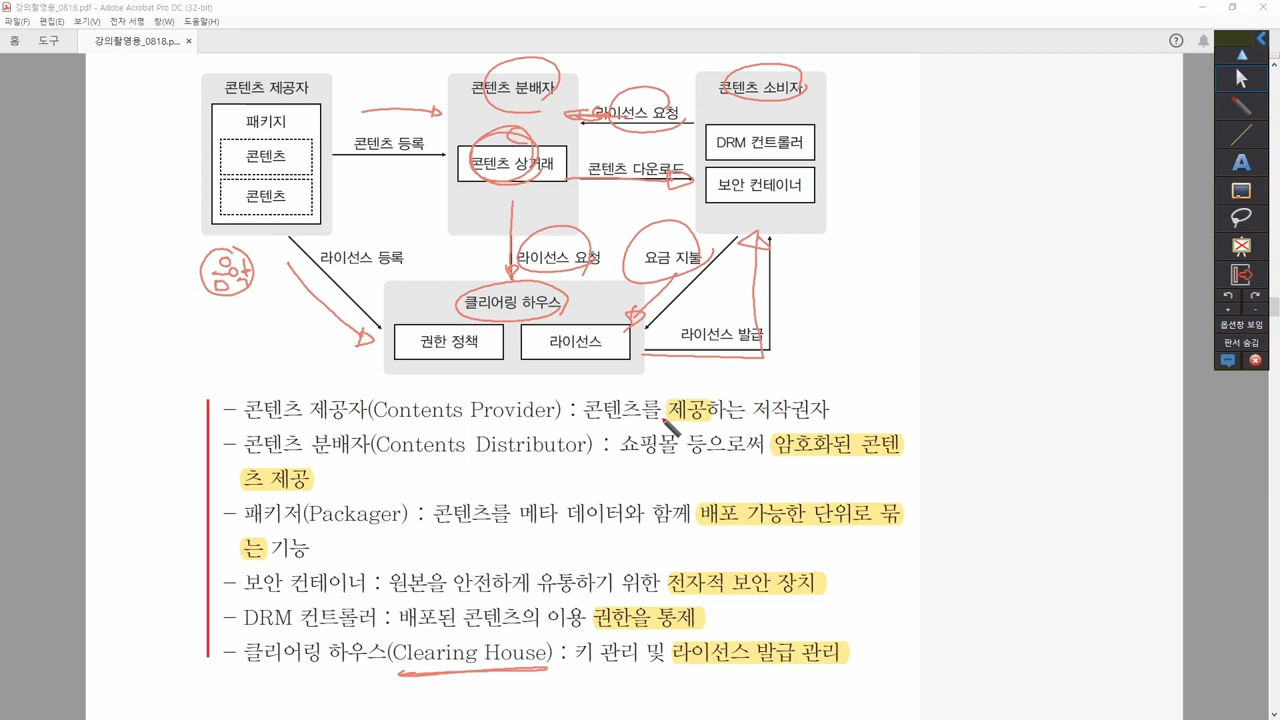 강의촬영용_0818.pdf - Adobe Acrobat Pro DC (32-bit)
파일(F) 편집(E) 보기(V) 전자 서명 창(W) 도움말(H)
홈 도구 강의촬영용_0818.p... ×
콘텐츠 제공자
패키지
콘텐츠
콘텐츠
콘텐츠 등록
콘텐츠 분배자
콘텐츠 상거래
라이선스 요청
콘텐츠 다운로드
콘텐츠 소비자
DRM 컨트롤러
보안 컨테이너
라이선스 등록
라이선스 요청
요금 지불
클리어링 하우스
권한 정책
라이선스
라이선스 발급
– 콘텐츠 제공자(Contents Provider) : 콘텐츠를 제공하는 저작권자
– 콘텐츠 분배자(Contents Distributor) : 쇼핑몰 등으로써 암호화된 콘텐
츠 제공
– 패키저(Packager) : 콘텐츠를 메타 데이터와 함께 배포 가능한 단위로 묶
는 기능
– 보안 컨테이너 : 원본을 안전하게 유통하기 위한 전자적 보안 장치
– DRM 컨트롤러 : 배포된 콘텐츠의 이용 권한을 통제
– 클리어링 하우스(Clearing House) : 키 관리 및 라이선스 발급 관리
옵션창 보임
판서 숨김